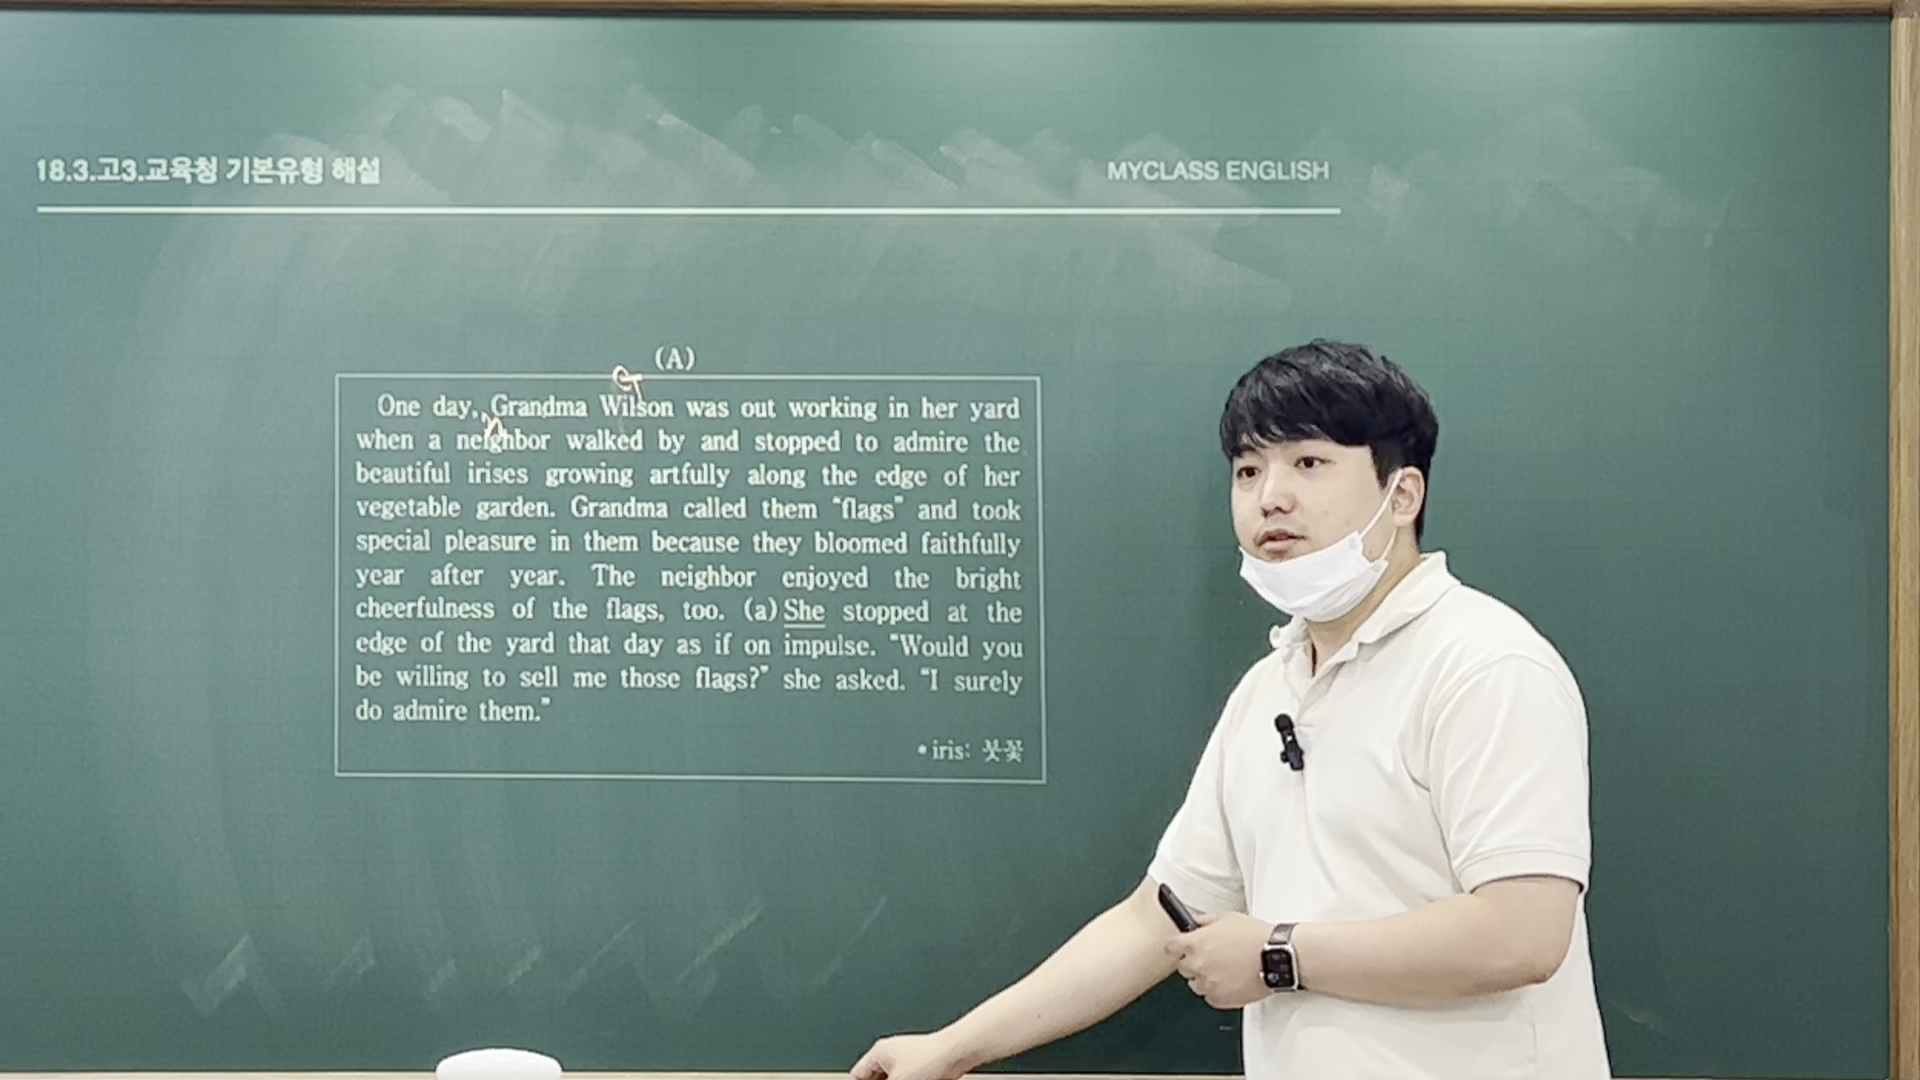 18.3.고3.교육청 기본유형 해설
MYCLASS ENGLISH
(A)
G
One day, Grandma Wilson was out working in her yard
n
when a neighbor walked by and stopped to admire the
beautiful irises growing artfully along the edge of her
vegetable garden. Grandma called them “flags” and took
special pleasure in them because they bloomed faithfully
year after year. The neighbor enjoyed the bright
cheerfulness of the flags, too. (a) She stopped at the
edge of the yard that day as if on impulse. “Would you
be willing to sell me those flags?” she asked. “I surely
do admire them.”
* iris: 붓꽃